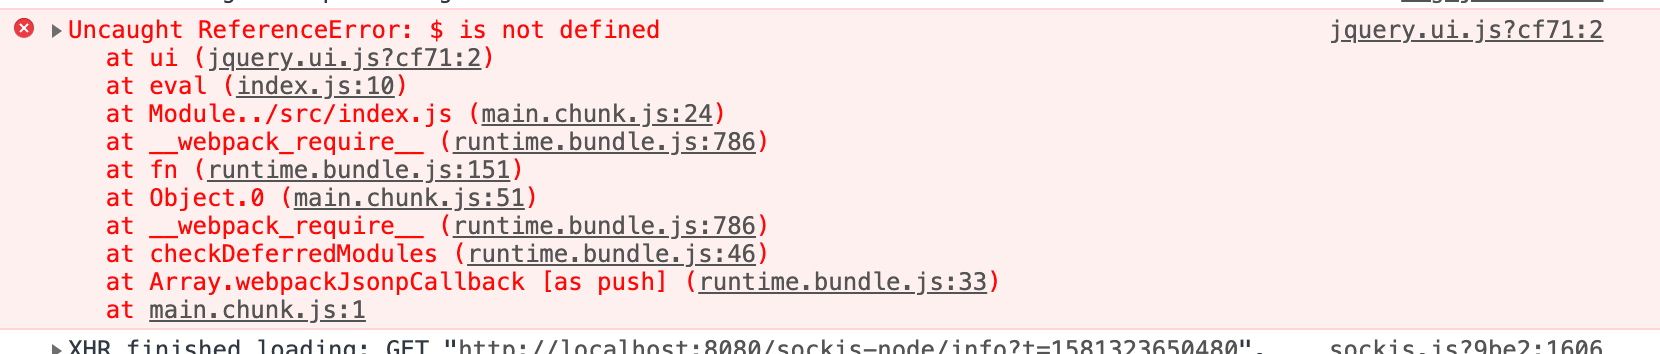 Uncaught ReferenceError: $ is not defined jquery.ui.js?cf71:2
at ui (jquery.ui.js?cf71:2)
at eval (index.js:10)
at Module../src/index.js (main.chunk.js:24)
at __webpack_require__ (runtime.bundle.js:786)
at fn (runtime.bundle.js:151)
at Object.0 (main.chunk.js:51)
at __webpack_require__ (runtime.bundle.js:786)
at checkDeferredModules (runtime.bundle.js:46)
at Array.webpackJsonpCallback [as push] (runtime.bundle.js:33)
at main.chunk.js:1
XHR finished loading: GET "http://localhost:8080/sockjs-node/info?t=1581323650480". sockjs.js?9be2:1606